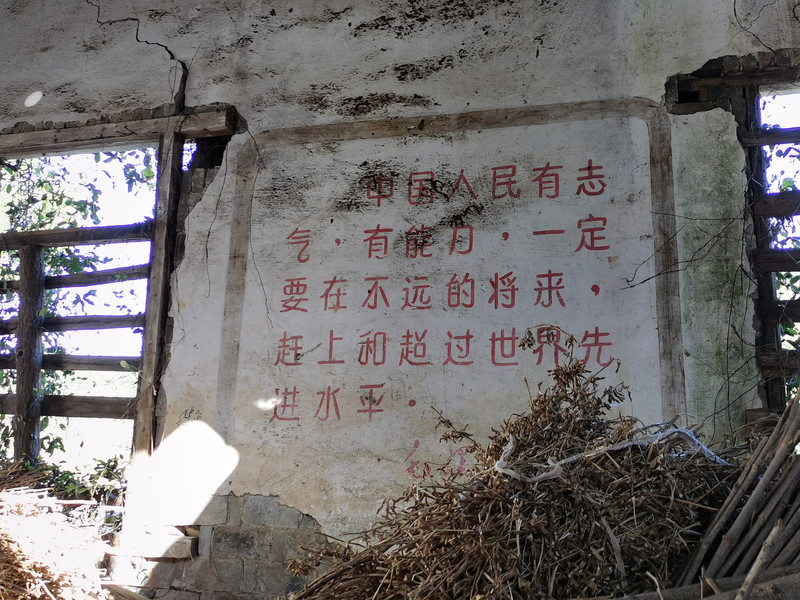 中国人民有志
气，有能力，一定
要在不远的将来，
赶上和超过世界先
进水平。
毛